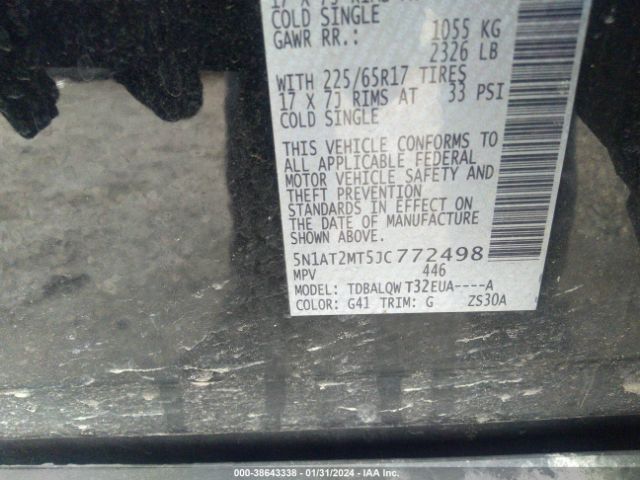 17 X 7J RIMS
COLD SINGLE
GAWR RR.: 1055 KG
2326 LB
WITH 225/65R17 TIRES
17 X 7J RIMS AT 33 PSI
COLD SINGLE
THIS VEHICLE CONFORMS TO
ALL APPLICABLE FEDERAL
MOTOR VEHICLE SAFETY AND
THEFT PREVENTION
STANDARDS IN EFFECT ON
THE DATE OF MANUFACTURE
SHOWN ABOVE.
5N1AT2MT5JC772498
MPV 446
MODEL: TDBALQW T32EUA----A
COLOR: G41 TRIM: G ZS30A
000-38643338 - 01/31/2024 - IAA Inc.